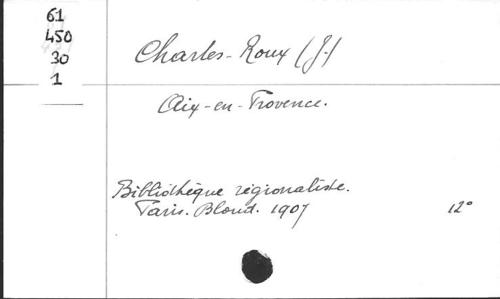 61
450
30
1
Charles-Roux (J.)
Aix-en-Provence.
Bibliothèque régionaliste.
Paris. Bloud. 1907
12°